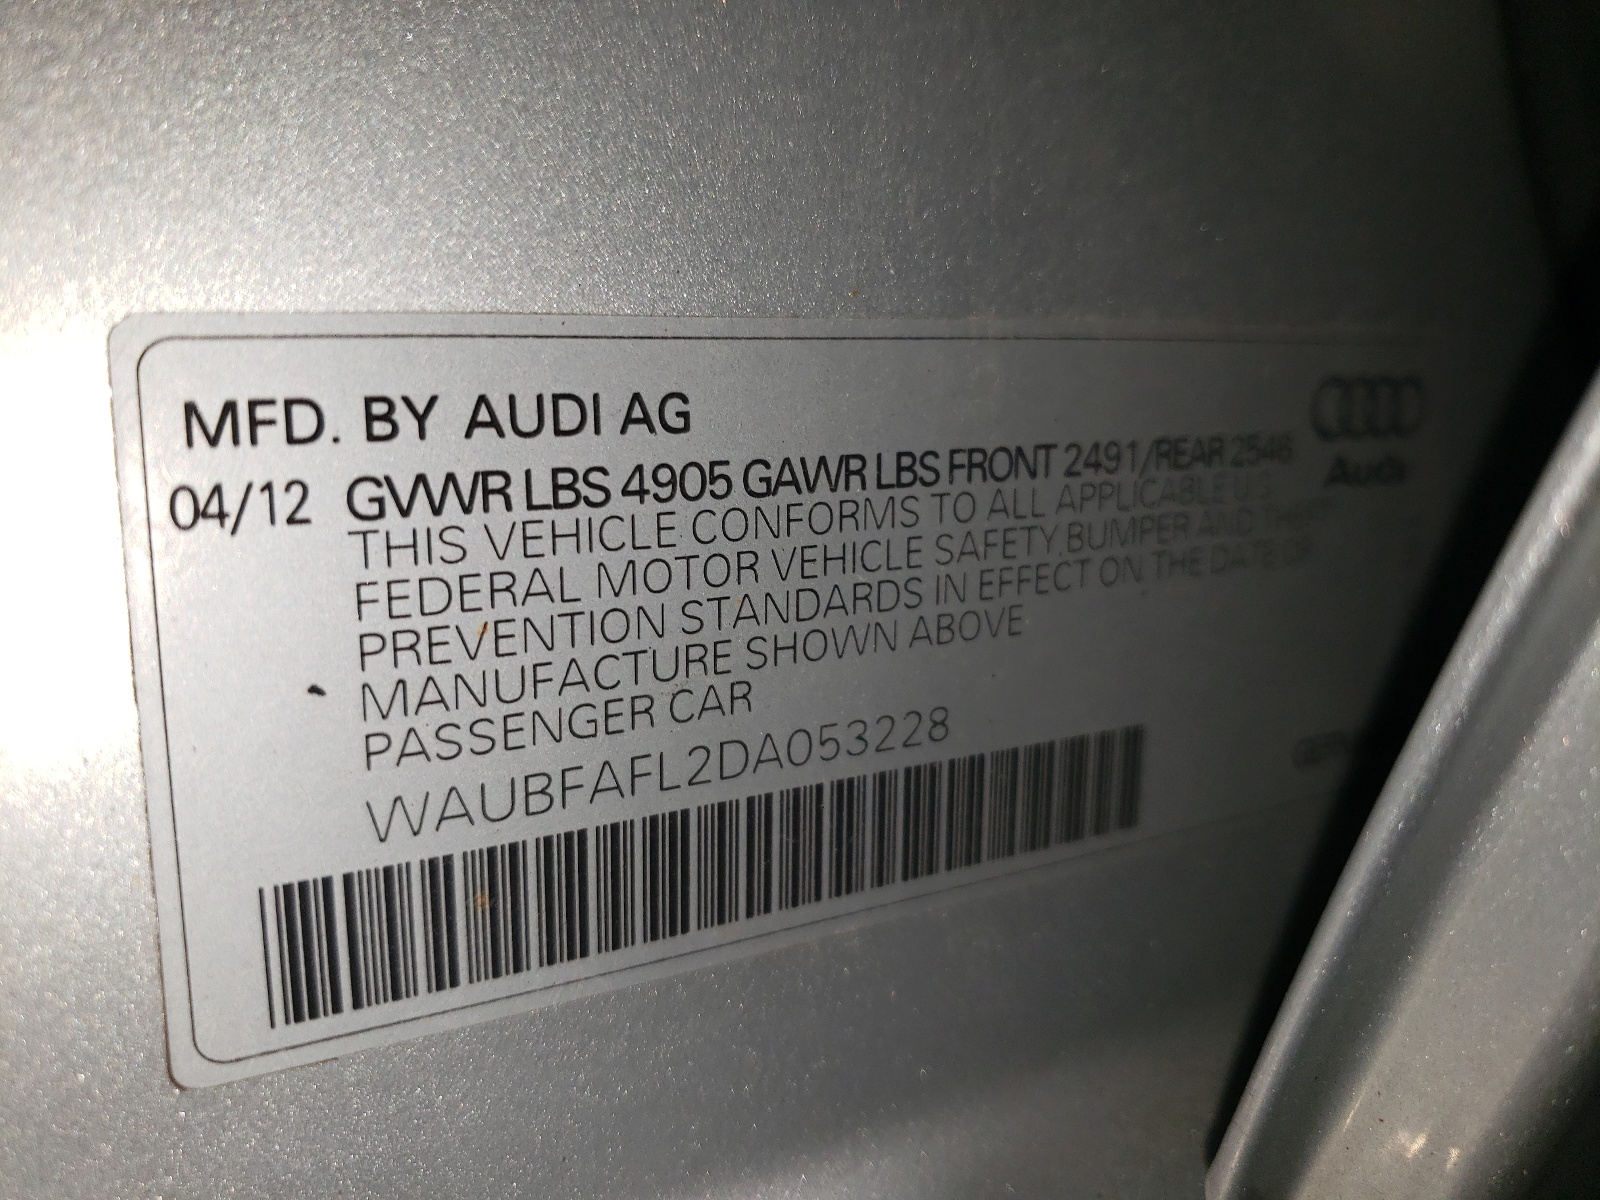 MFD. BY AUDI AG
04/12 GVWR LBS 4905 GAWR LBS FRONT 2491/REAR 2546
Audi
THIS VEHICLE CONFORMS TO ALL APPLICABLE U.S.
FEDERAL MOTOR VEHICLE SAFETY, BUMPER AND THEFT
PREVENTION STANDARDS IN EFFECT ON THE DATE OF
MANUFACTURE SHOWN ABOVE
PASSENGER CAR
WAUBFAFL2DA053228